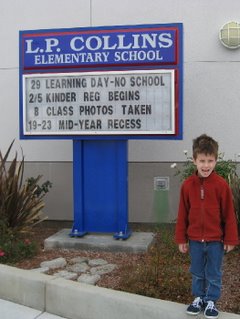 L.P. COLLINS
ELEMENTARY SCHOOL
29 LEARNING DAY-NO SCHOOL
2/5 KINDER REG BEGINS
8 CLASS PHOTOS TAKEN
19-23 MID-YEAR RECESS